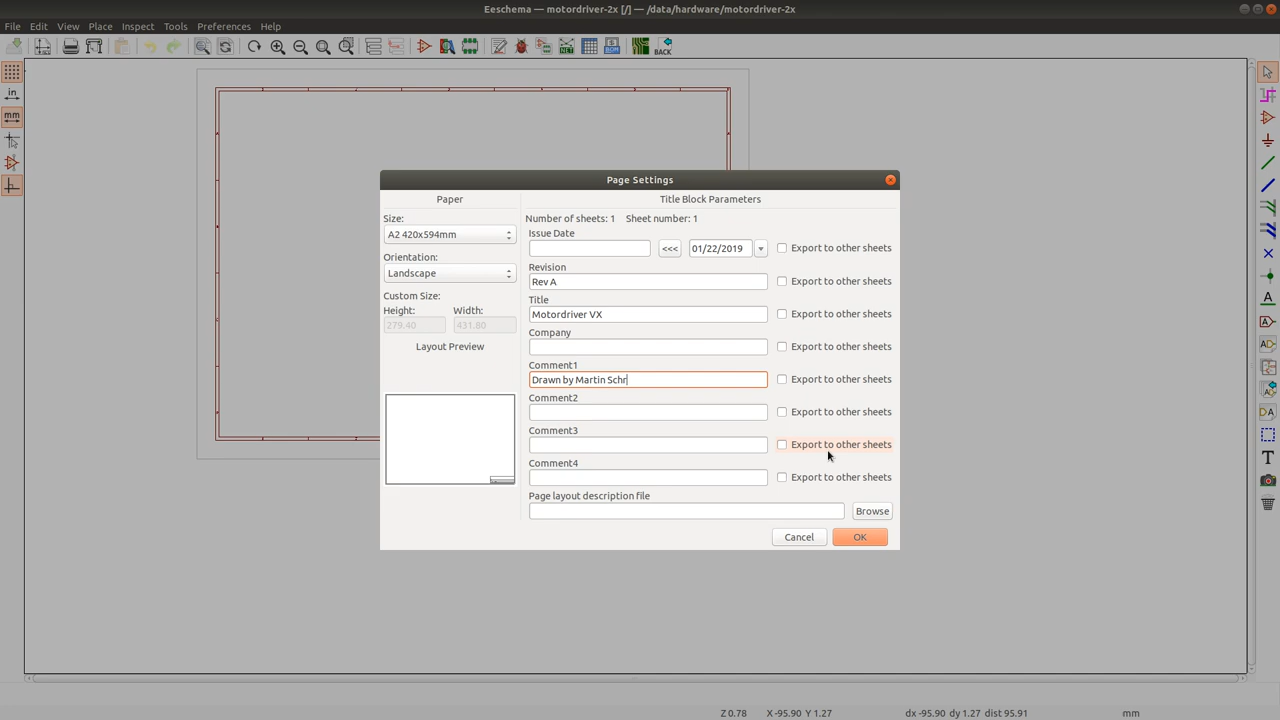 Eeschema — motordriver-2x [/] — /data/hardware/motordriver-2x
File Edit View Place Inspect Tools Preferences Help
BACK
in
mm
Page Settings
Paper
Title Block Parameters
Size:
A2 420x594mm
Orientation:
Landscape
Custom Size:
Height: Width:
279.40 431.80
Layout Preview
Number of sheets: 1 Sheet number: 1
Issue Date
<<< 01/22/2019 Export to other sheets
Revision
Rev A Export to other sheets
Title
Motordriver VX Export to other sheets
Company
Export to other sheets
Comment1
Drawn by Martin Schr Export to other sheets
Comment2
Export to other sheets
Comment3
Export to other sheets
Comment4
Export to other sheets
Page layout description file
Browse
Cancel OK
Z 0.78 X -95.90 Y 1.27 dx -95.90 dy 1.27 dist 95.91 mm